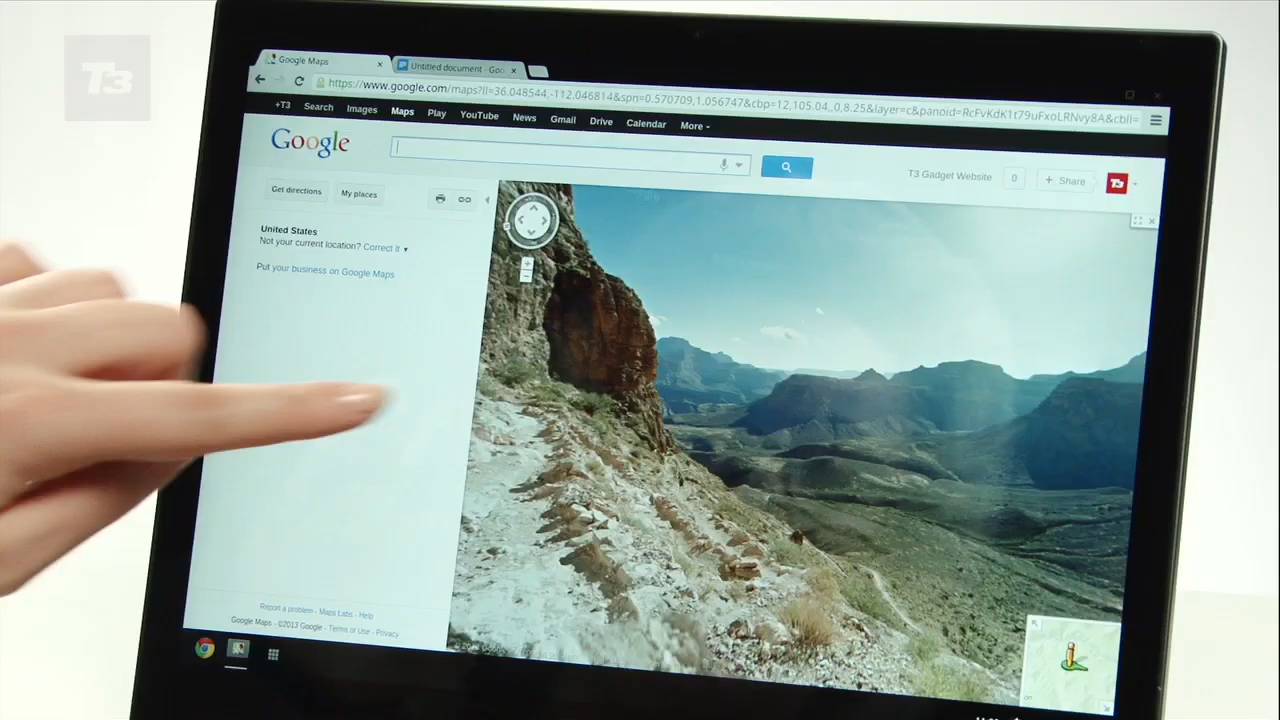 T3
Google Maps
Untitled document - Goo
https://www.google.com/maps?ll=36.048544,-112.046814&spn=0.570709,1.056747&cbp=12,105.04,,0,8.25&layer=c&panoid=RcFvKdK1t79uFxoLRNvy8A&cbll=
+T3 Search Images Maps Play YouTube News Gmail Drive Calendar More
Google
T3 Gadget Website 0 + Share T3
Get directions My places
United States
Not your current location? Correct it
Put your business on Google Maps
Report a problem - Maps Labs - Help
Google Maps - ©2013 Google - Terms of Use - Privacy